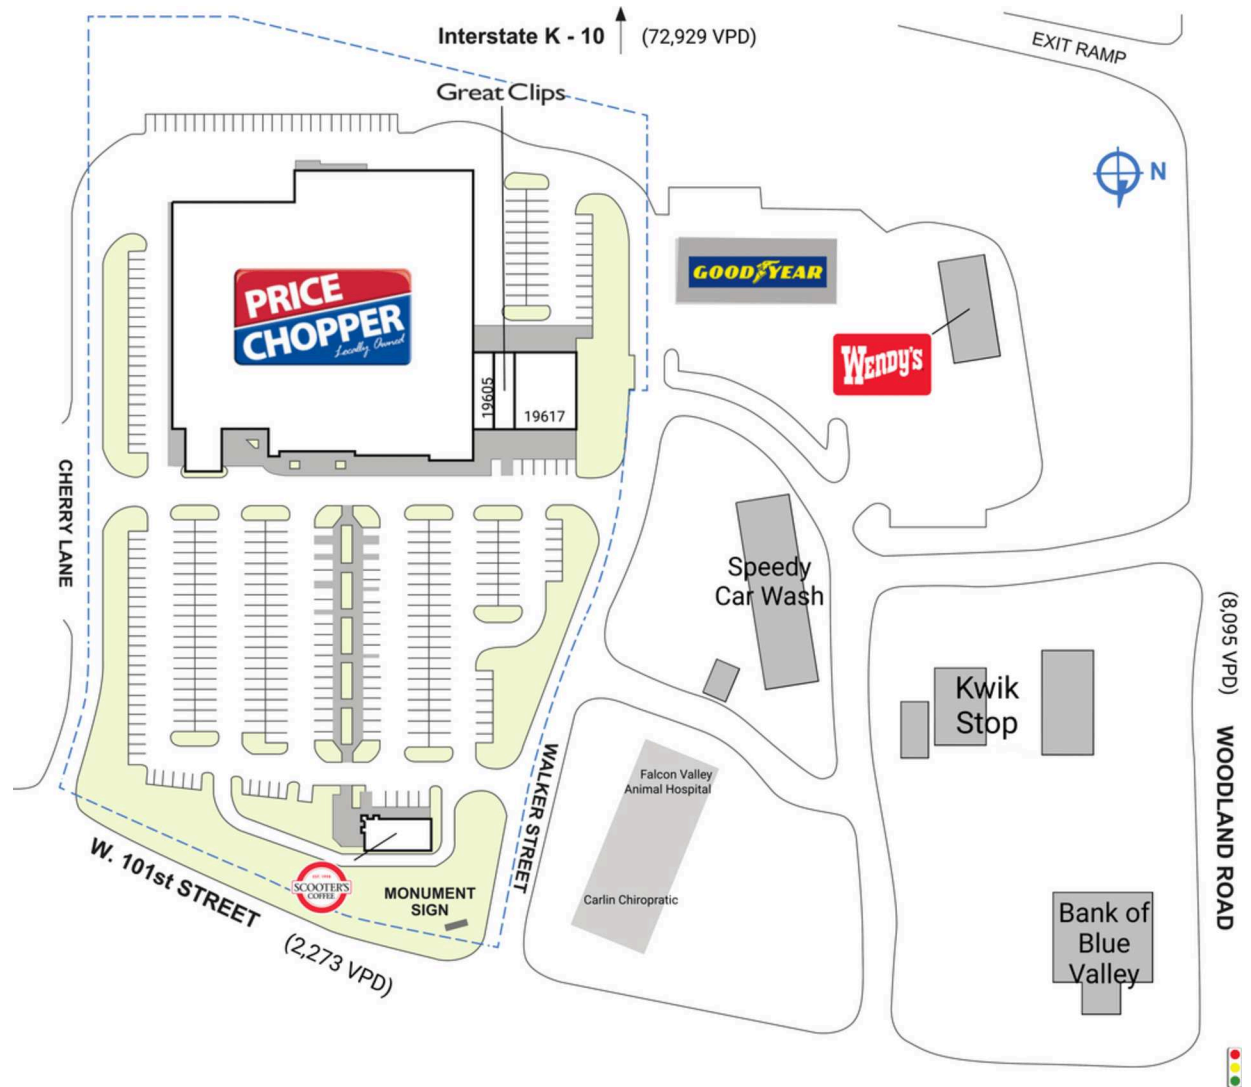 Interstate K - 10 (72,929 VPD)
EXIT RAMP
Great Clips
N
PRICE
CHOPPER
Locally Owned
GOODYEAR
WENDY'S
19605
19617
CHERRY LANE
Speedy
Car Wash
(8,095 VPD)
Kwik
Stop
WOODLAND ROAD
WALKER STREET
Falcon Valley
Animal Hospital
W. 101st STREET
EST. 1998
SCOOTER'S
COFFEE
MONUMENT
SIGN
Carlin Chiropratic
Bank of
Blue
Valley
(2,273 VPD)